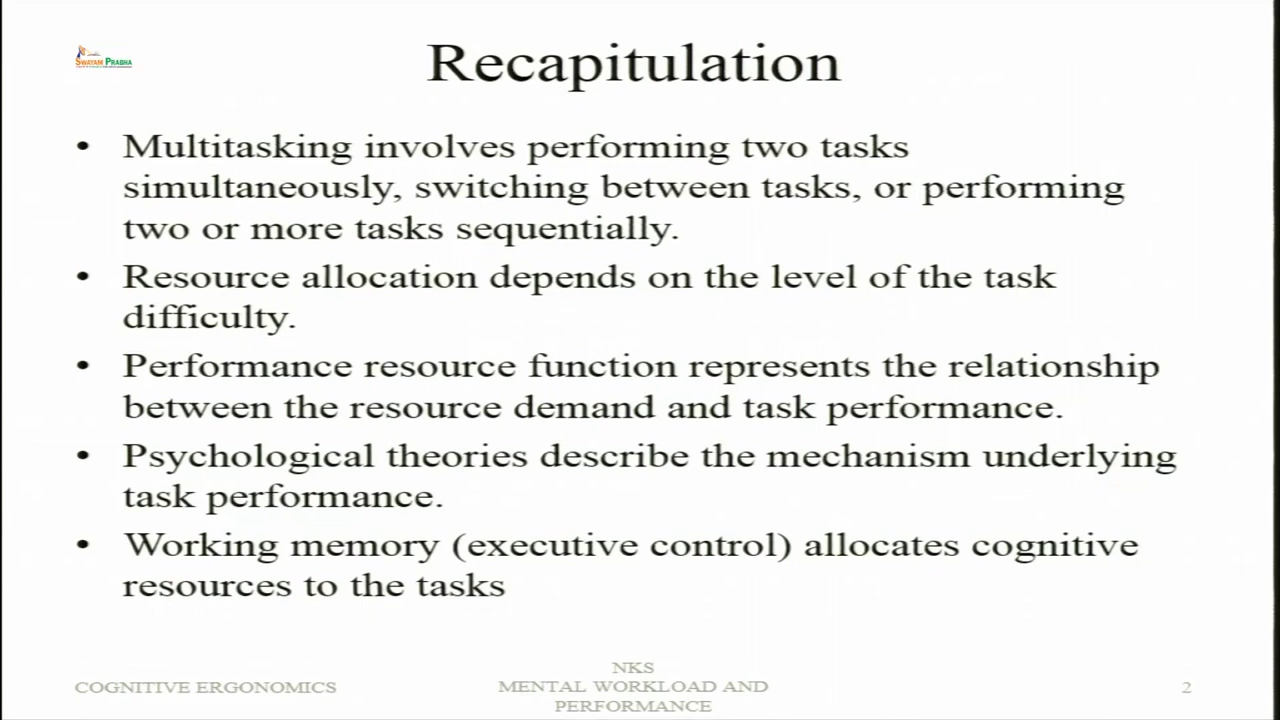 SWAYAM PRABHA
Recapitulation
• Multitasking involves performing two tasks
simultaneously, switching between tasks, or performing
two or more tasks sequentially.
• Resource allocation depends on the level of the task
difficulty.
• Performance resource function represents the relationship
between the resource demand and task performance.
• Psychological theories describe the mechanism underlying
task performance.
• Working memory (executive control) allocates cognitive
resources to the tasks
COGNITIVE ERGONOMICS
NKS
MENTAL WORKLOAD AND
PERFORMANCE
2